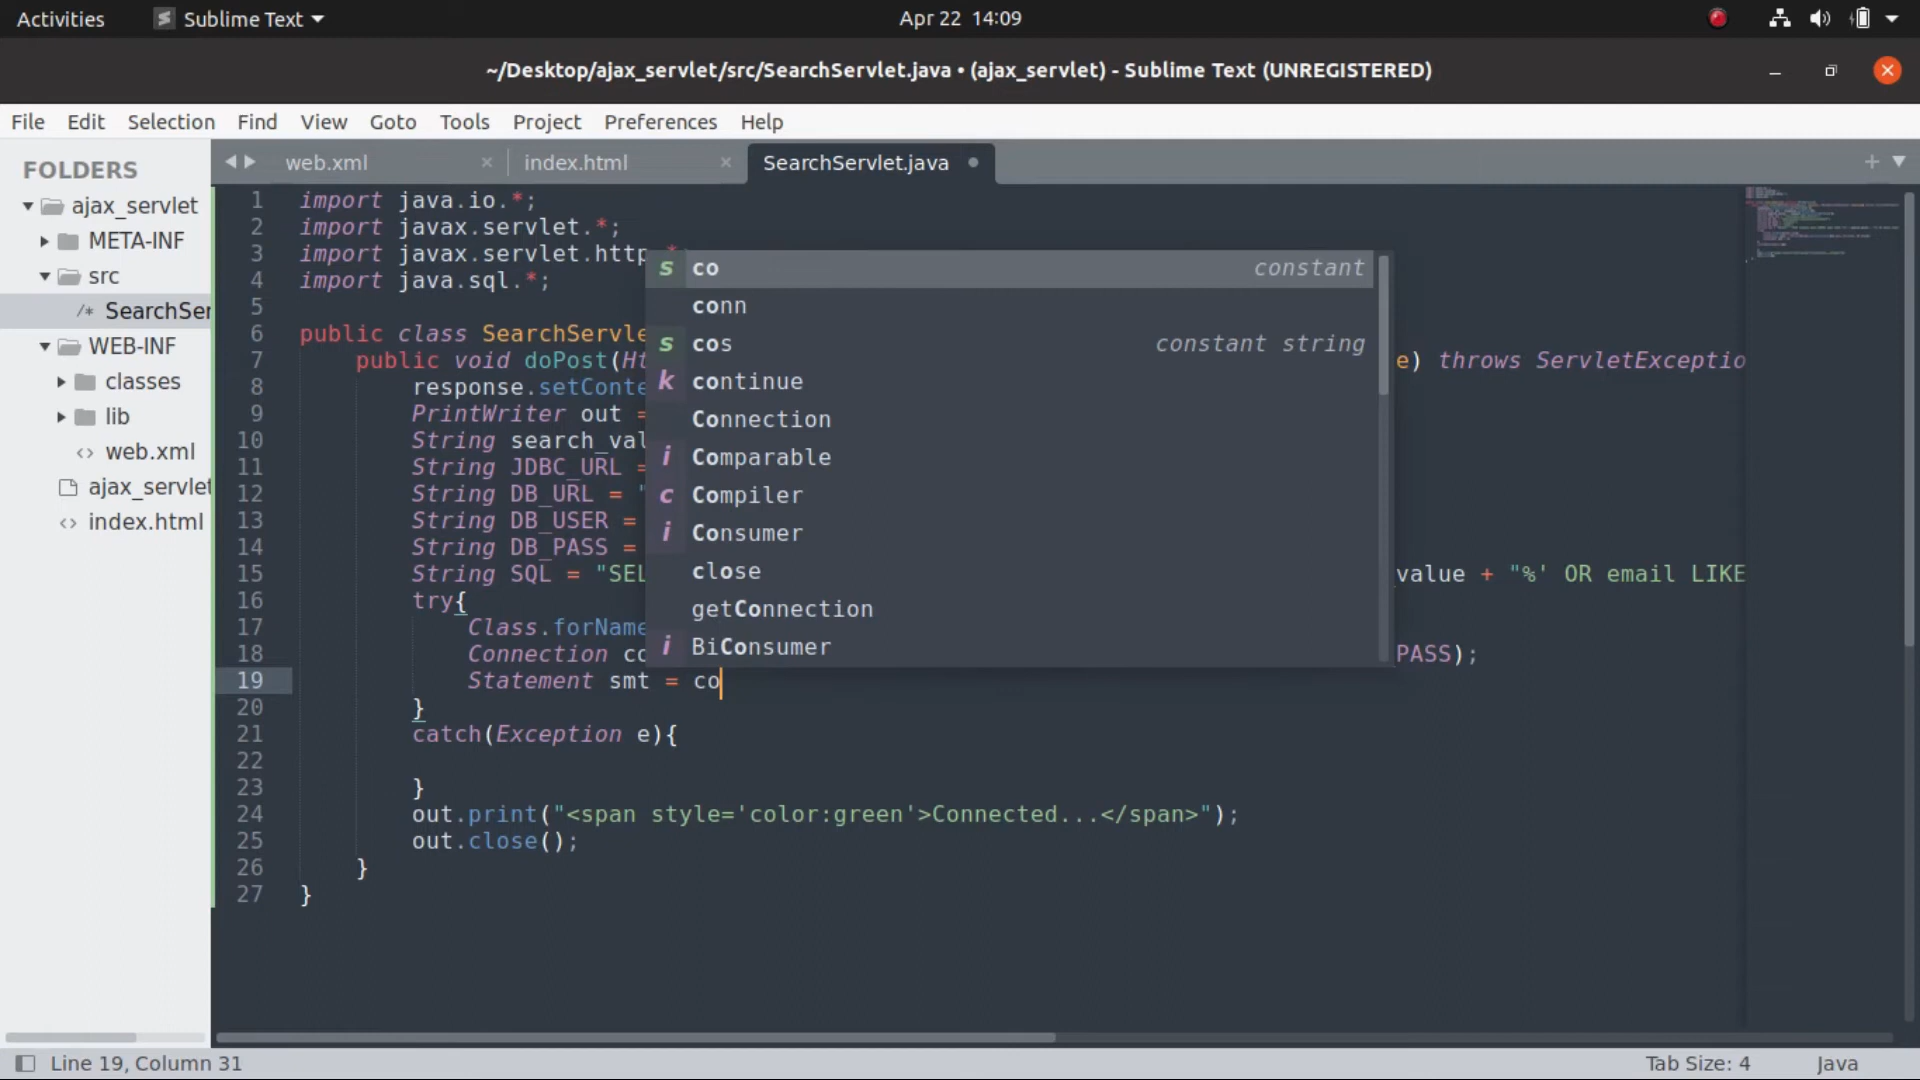 Activities Sublime Text Apr 22 14:09
~/Desktop/ajax_servlet/src/SearchServlet.java • (ajax_servlet) - Sublime Text (UNREGISTERED)
File Edit Selection Find View Goto Tools Project Preferences Help
FOLDERS
ajax_servlet
META-INF
src
/* SearchSer
WEB-INF
classes
lib
<> web.xml
ajax_servlet
<> index.html
web.xml × index.html × SearchServlet.java •
1 import java.io.*;
2 import javax.servlet.*;
3 import javax.servlet.http.*;
4 import java.sql.*;
5
6 public class SearchServle
7 public void doPost(Ht e) throws ServletExceptio
8 response.setConte
9 PrintWriter out =
10 String search_val
11 String JDBC_URL =
12 String DB_URL = "
13 String DB_USER =
14 String DB_PASS =
15 String SQL = "SEL value + "%' OR email LIKE
16 try{
17 Class.forName
18 Connection co PASS);
19 Statement smt = co
20 }
21 catch(Exception e){
22
23 }
24 out.print("<span style='color:green'>Connected...</span>");
25 out.close();
26 }
27 }
s co constant
conn
s cos constant string
k continue
Connection
i Comparable
c Compiler
i Consumer
close
getConnection
i BiConsumer
Line 19, Column 31 Tab Size: 4 Java